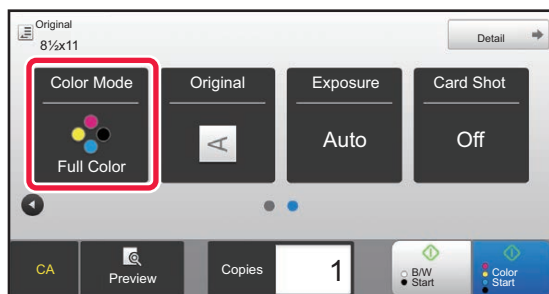 Original
8½x11
Detail
Color Mode
Full Color
Original
A
Exposure
Auto
Card Shot
Off
CA
Preview
Copies
1
B/W
Start
Color
Start